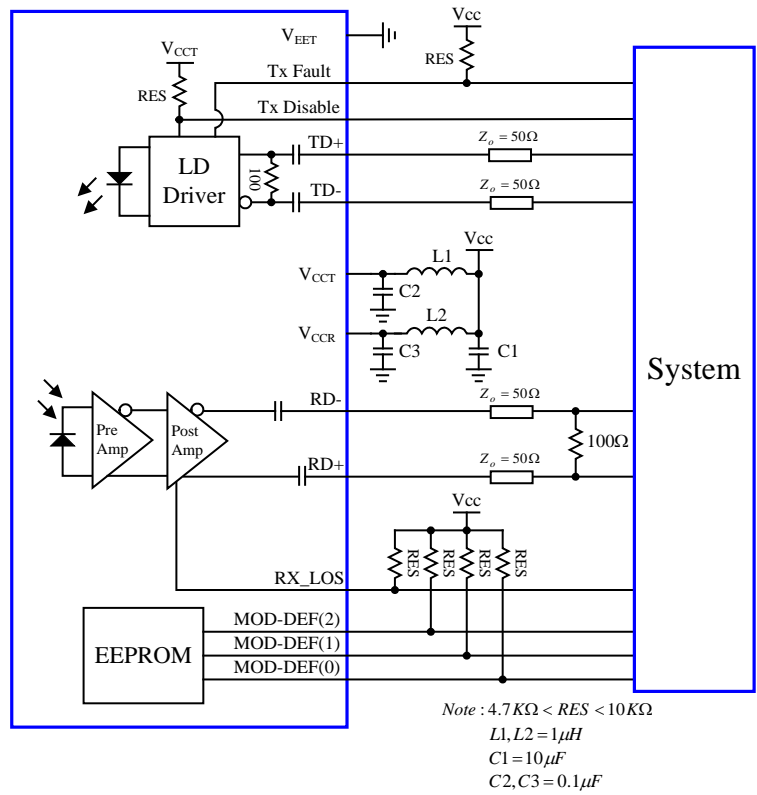 Vcc
V_EET
V_CCT
RES
Tx Fault
RES
Tx Disable
LD
Driver
100
TD+
Z_o = 50Ω
TD-
Z_o = 50Ω
Vcc
V_CCT
L1
C2
V_CCR
L2
C3
C1
System
Pre
Amp
Post
Amp
RD-
Z_o = 50Ω
100Ω
RD+
Z_o = 50Ω
Vcc
RES
RES
RES
RES
RX_LOS
EEPROM
MOD-DEF(2)
MOD-DEF(1)
MOD-DEF(0)
Note : 4.7KΩ < RES < 10KΩ
L1, L2 = 1μH
C1 = 10μF
C2, C3 = 0.1μF